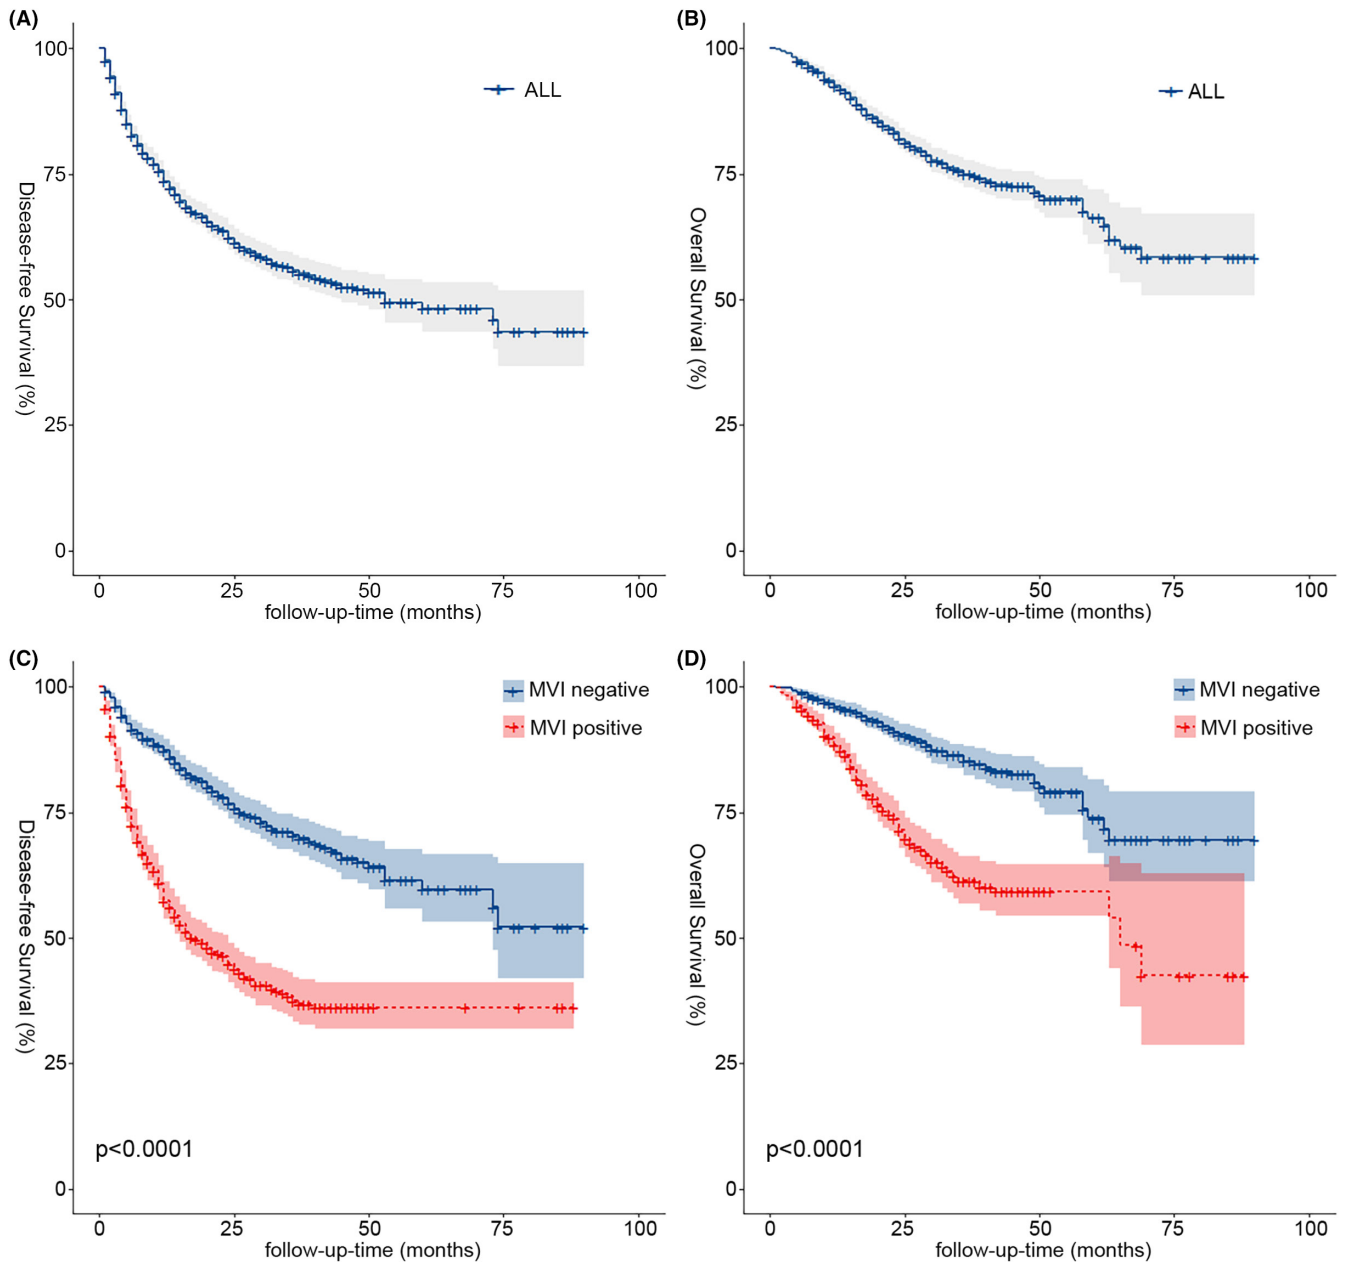 (A)
100
75
50
25
0
Disease-free Survival (%)
ALL
0 25 50 75 100
follow-up-time (months)
(B)
100
75
50
25
0
Overall Survival (%)
ALL
0 25 50 75 100
follow-up-time (months)
(C)
100
75
50
25
0
Disease-free Survival (%)
MVI negative
MVI positive
p<0.0001
0 25 50 75 100
follow-up-time (months)
(D)
100
75
50
25
0
Overall Survival (%)
MVI negative
MVI positive
p<0.0001
0 25 50 75 100
follow-up-time (months)